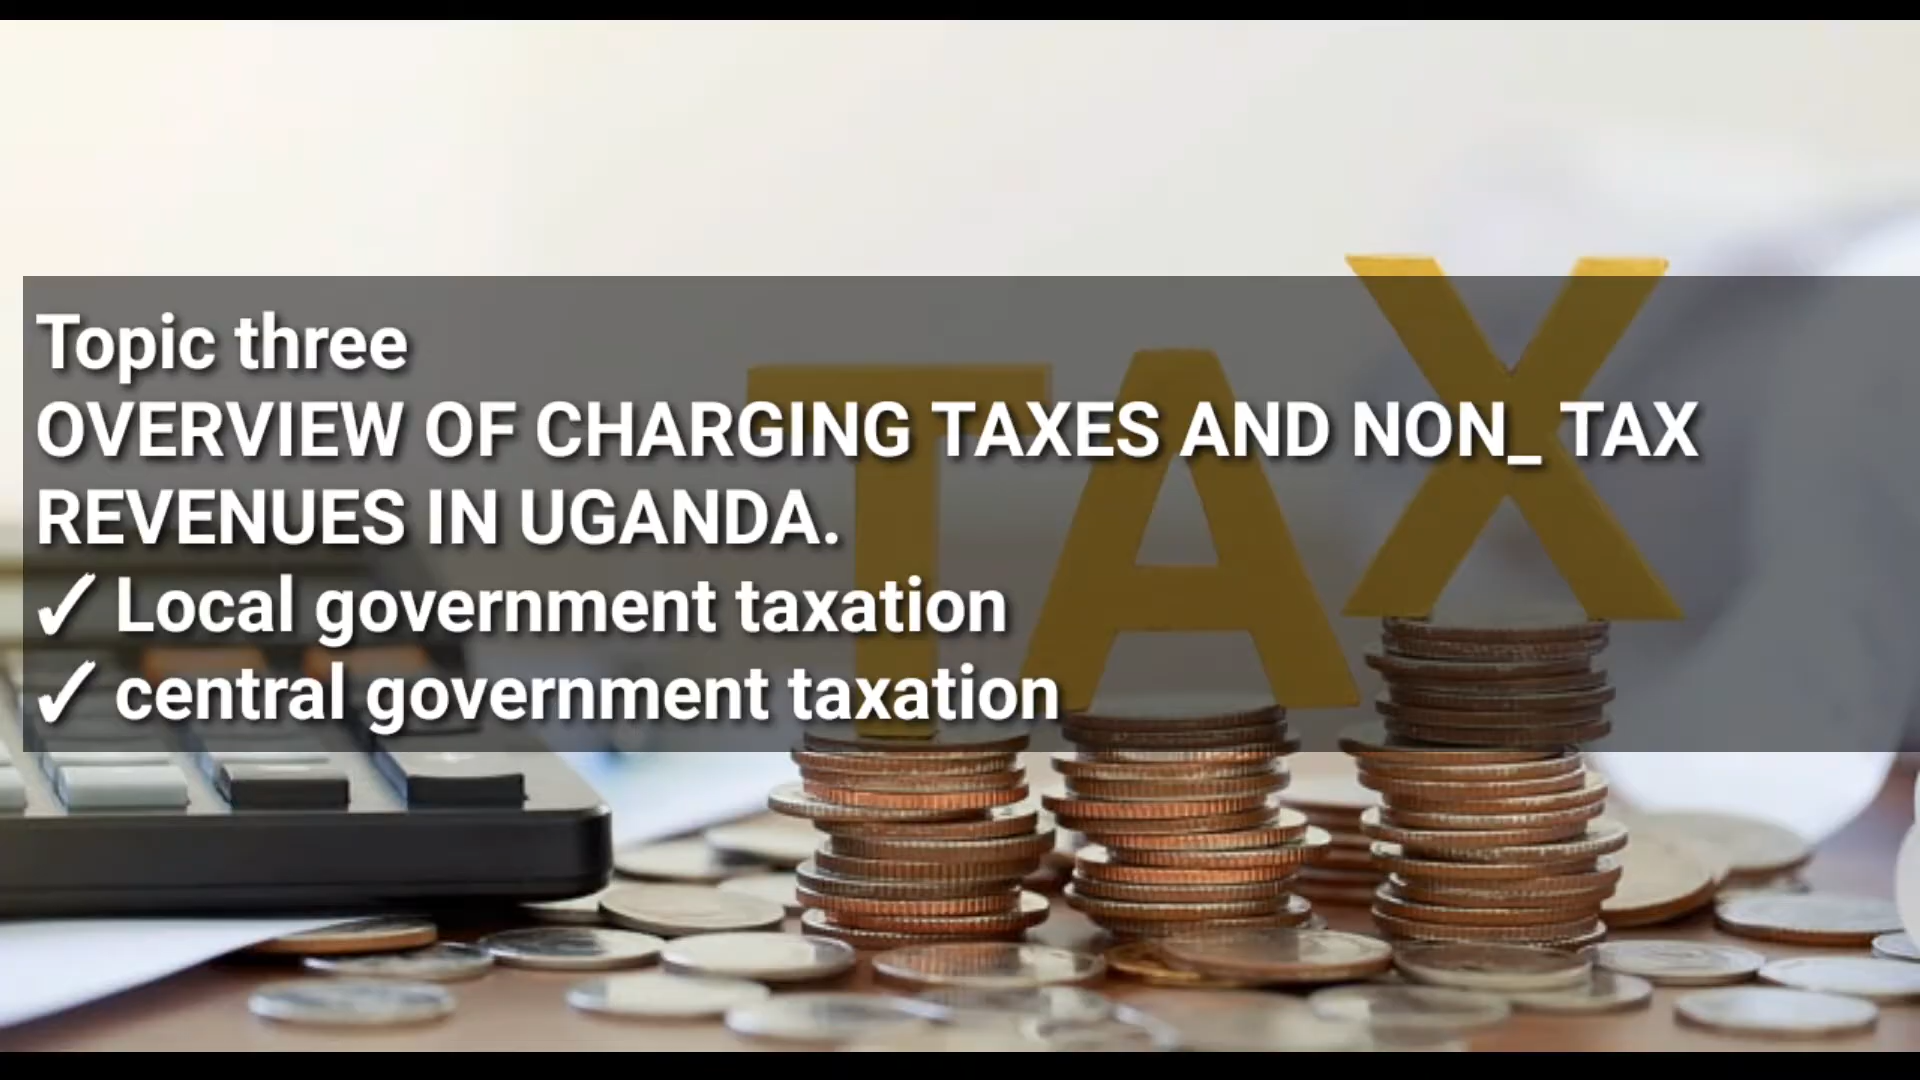 Topic three
OVERVIEW OF CHARGING TAXES AND NON_ TAX
REVENUES IN UGANDA.
✓ Local government taxation
✓ central government taxation
TAX